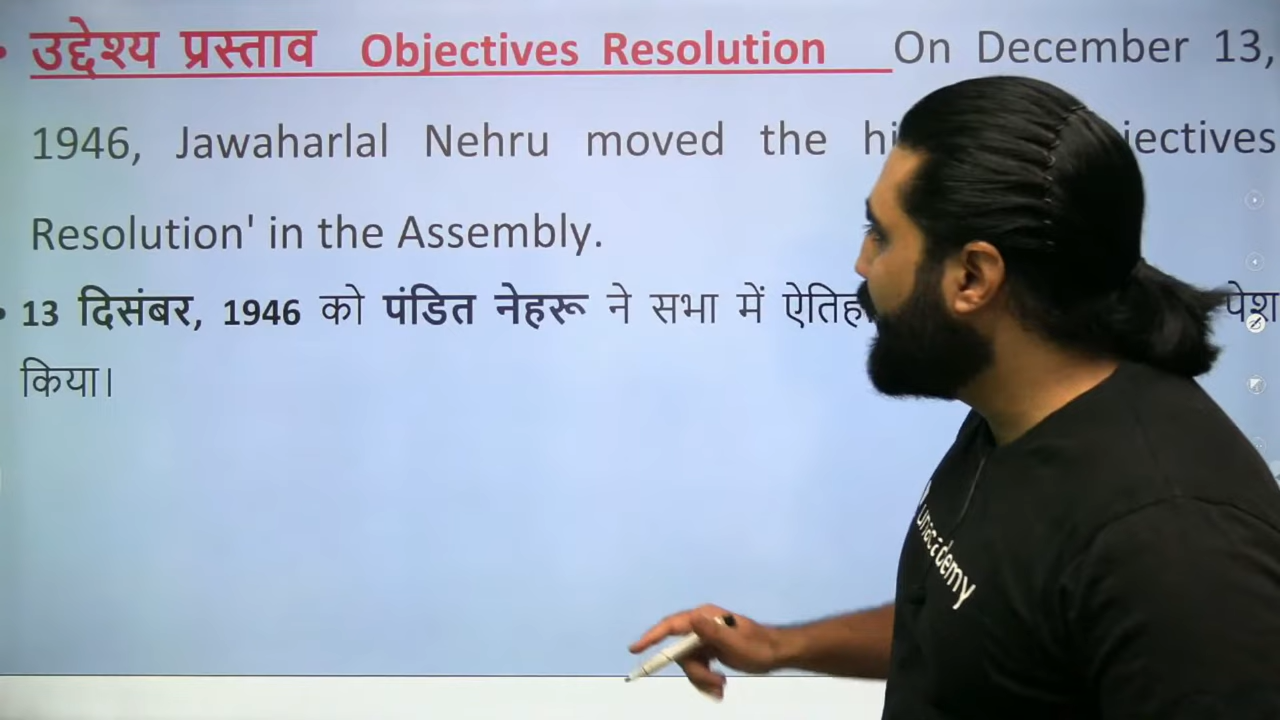 • उद्देश्य प्रस्ताव Objectives Resolution On December 13,
1946, Jawaharlal Nehru moved the
Resolution' in the Assembly.
• 13 दिसंबर, 1946 को पंडित नेहरू ने सभा में पेश
किया।
unacademy